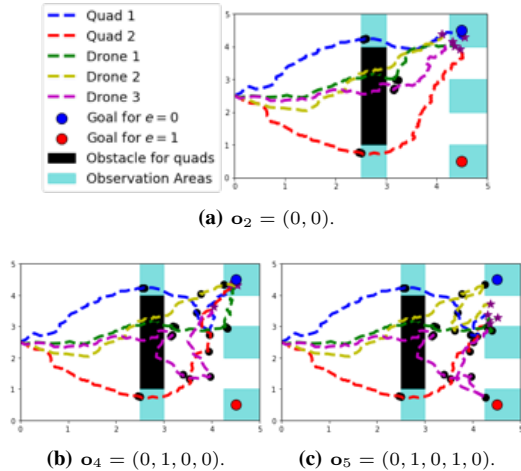 Quad 1
Quad 2
Drone 1
Drone 2
Drone 3
Goal for e = 0
Goal for e = 1
Obstacle for quads
Observation Areas
5
4
3
2
1
0
0 1 2 3 4 5
(a) o₂ = (0, 0).
5
4
3
2
1
0
0 1 2 3 4 5
5
4
3
2
1
0
0 1 2 3 4 5
(b) o₄ = (0, 1, 0, 0).
(c) o₅ = (0, 1, 0, 1, 0).